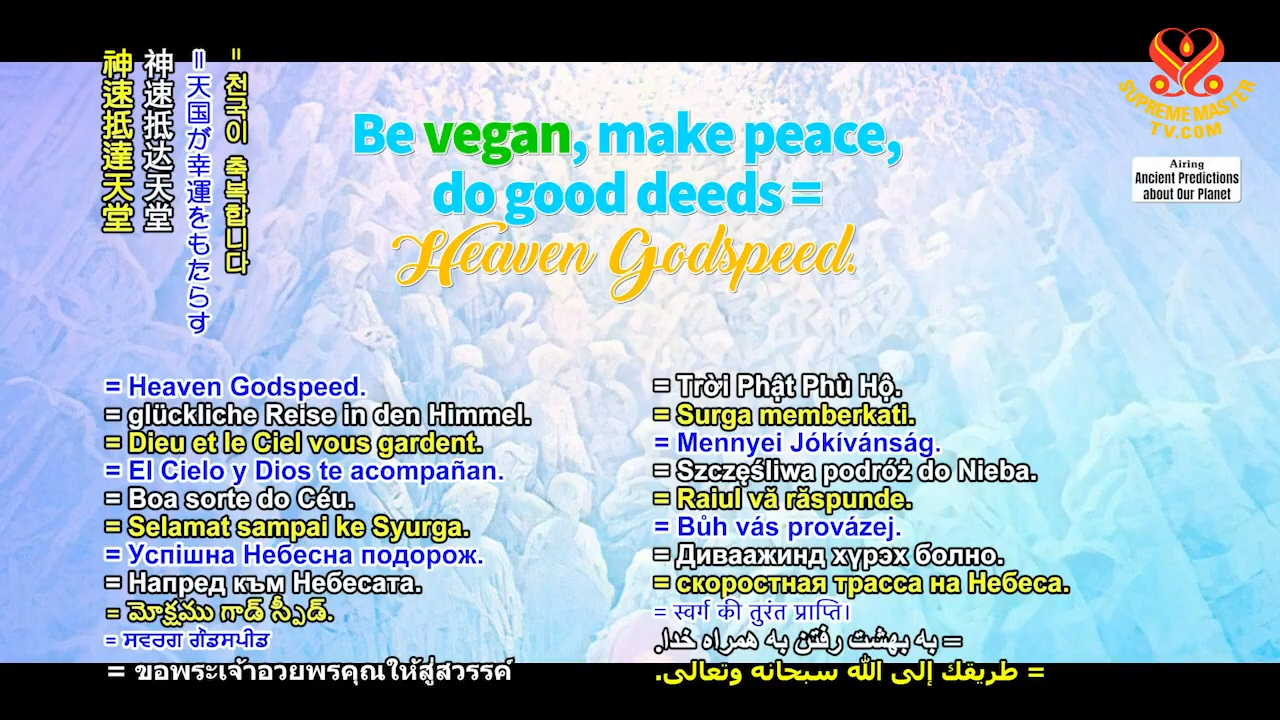 神速抵達天堂
神速抵达天堂
=天国が幸運をもたらす
= 천국이 축복합니다
Be vegan, make peace,
do good deeds =
Heaven Godspeed.
SUPREME MASTER
TV.COM
Airing
Ancient Predictions
about Our Planet
= Heaven Godspeed.
= glückliche Reise in den Himmel.
= Dieu et le Ciel vous gardent.
= El Cielo y Dios te acompañan.
= Boa sorte do Céu.
= Selamat sampai ke Syurga.
= Успішна Небесна подорож.
= Напред към Небесата.
= మోక్షము గాడ్ స్పీడ్.
= ਸਵਰਗ ਗੋਡਸਪੀਡ
= ขอพระเจ้าอวยพรคุณให้สู่สวรรค์
= Trời Phật Phù Hộ.
= Surga memberkati.
= Mennyei Jókívánság.
= Szczęśliwa podróż do Nieba.
= Raiul vă răspunde.
= Bůh vás provázej.
= Диваажинд хүрэх болно.
= скоростная трасса на Небеса.
= स्वर्ग की तुरंत प्राप्ति।
= به بهشت رفتن به همراه خدا.
= طريقك إلى الله سبحانه وتعالى.